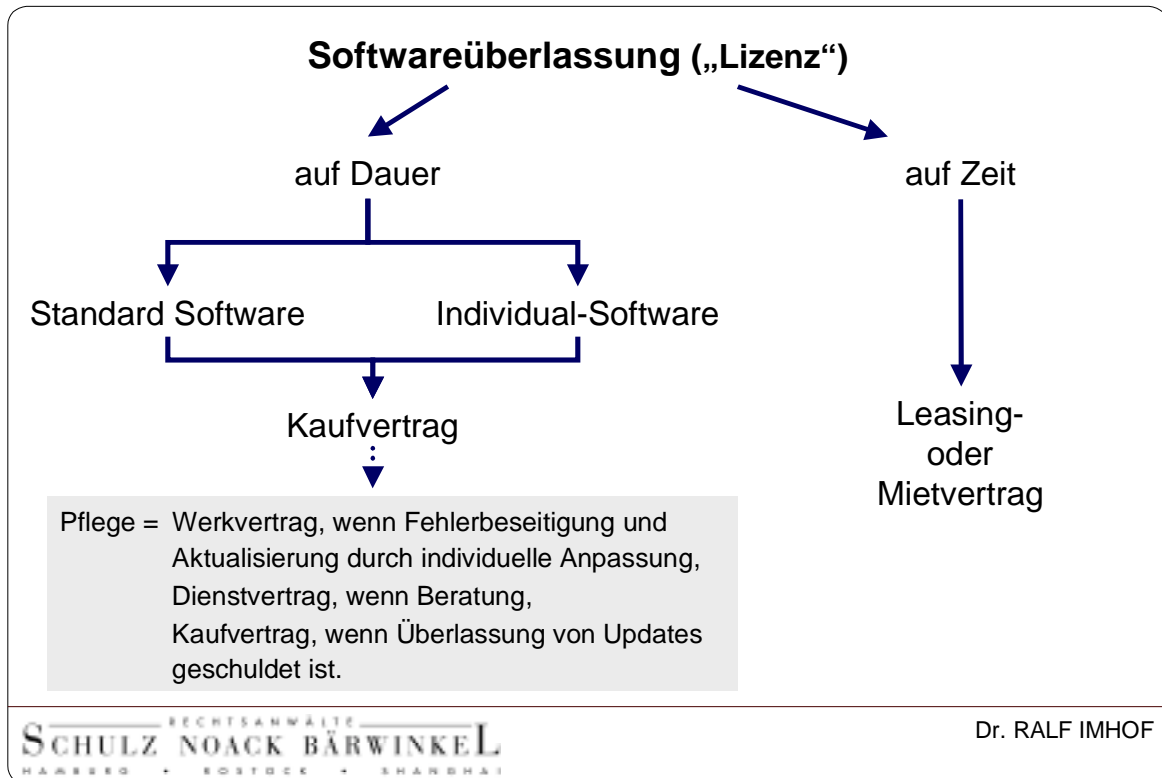 Softwareüberlassung („Lizenz“)
auf Dauer
auf Zeit
Standard Software
Individual-Software
Kaufvertrag
Leasing-
oder
Mietvertrag
Pflege = Werkvertrag, wenn Fehlerbeseitigung und
Aktualisierung durch individuelle Anpassung,
Dienstvertrag, wenn Beratung,
Kaufvertrag, wenn Überlassung von Updates
geschuldet ist.
RECHTSANWÄLTE
SCHULZ NOACK BÄRWINKEL
HAMBURG • ROSTOCK • SHANGHAI
Dr. RALF IMHOF